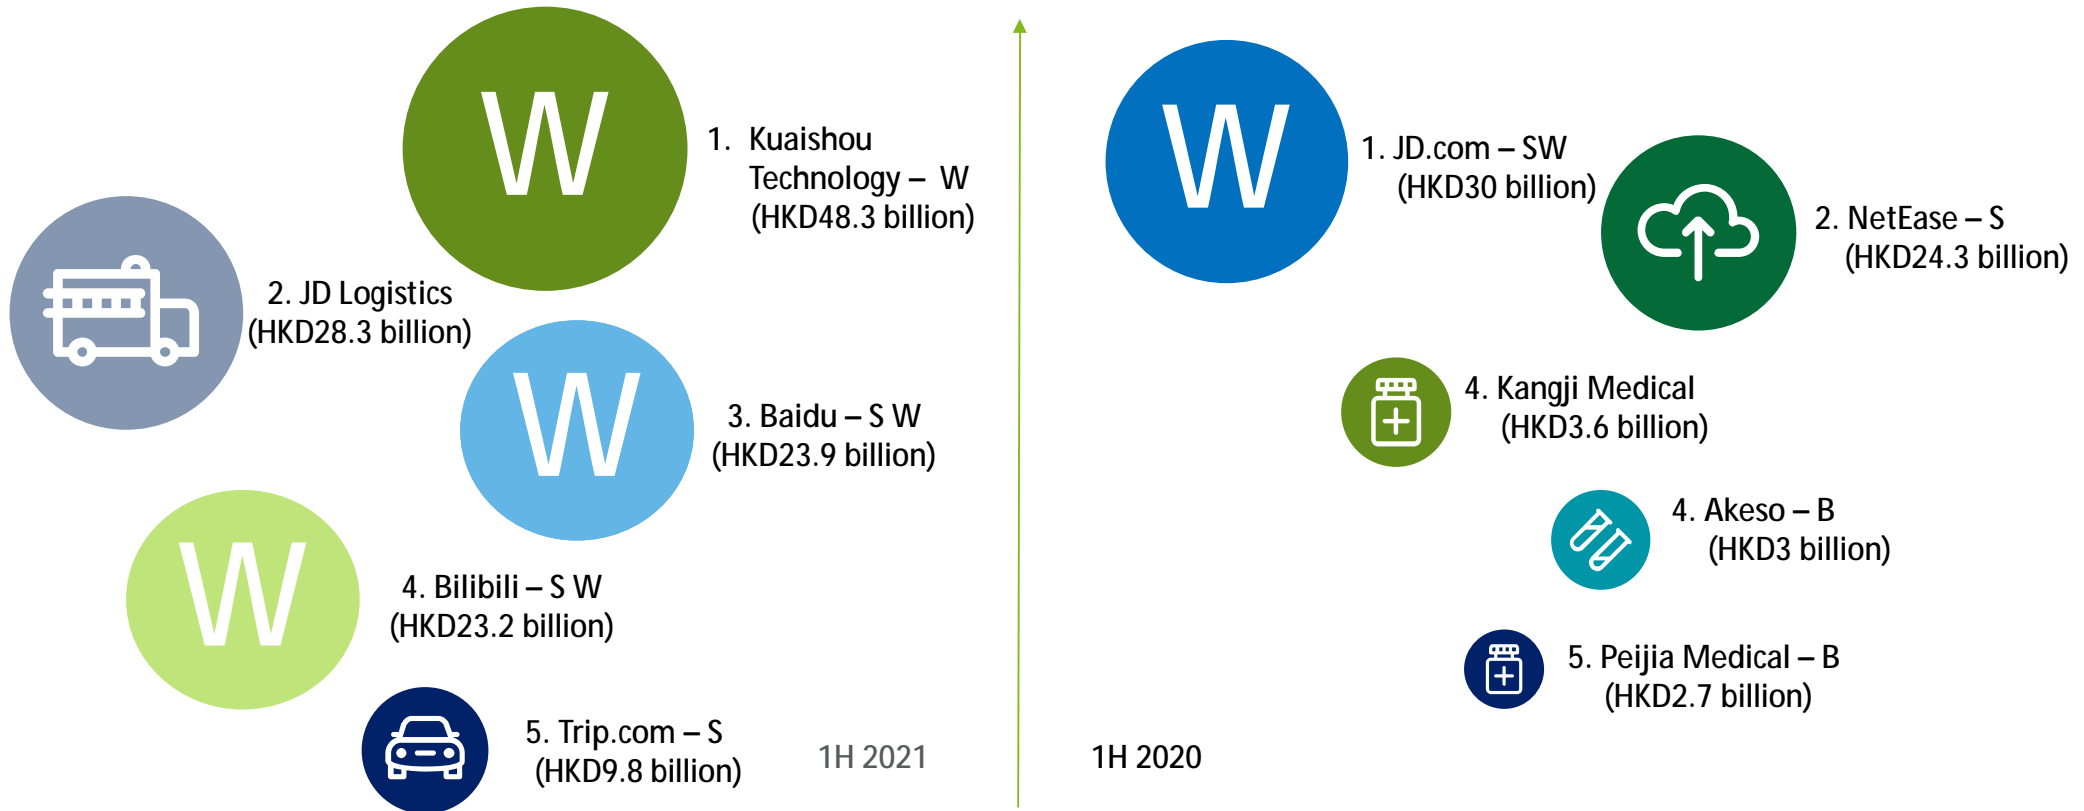 W
1. Kuaishou
Technology – W
(HKD48.3 billion)
2. JD Logistics
(HKD28.3 billion)
W
3. Baidu – S W
(HKD23.9 billion)
W
4. Bilibili – S W
(HKD23.2 billion)
5. Trip.com – S
(HKD9.8 billion)
1H 2021
W
1. JD.com – SW
(HKD30 billion)
2. NetEase – S
(HKD24.3 billion)
4. Kangji Medical
(HKD3.6 billion)
4. Akeso – B
(HKD3 billion)
5. Peijia Medical – B
(HKD2.7 billion)
1H 2020